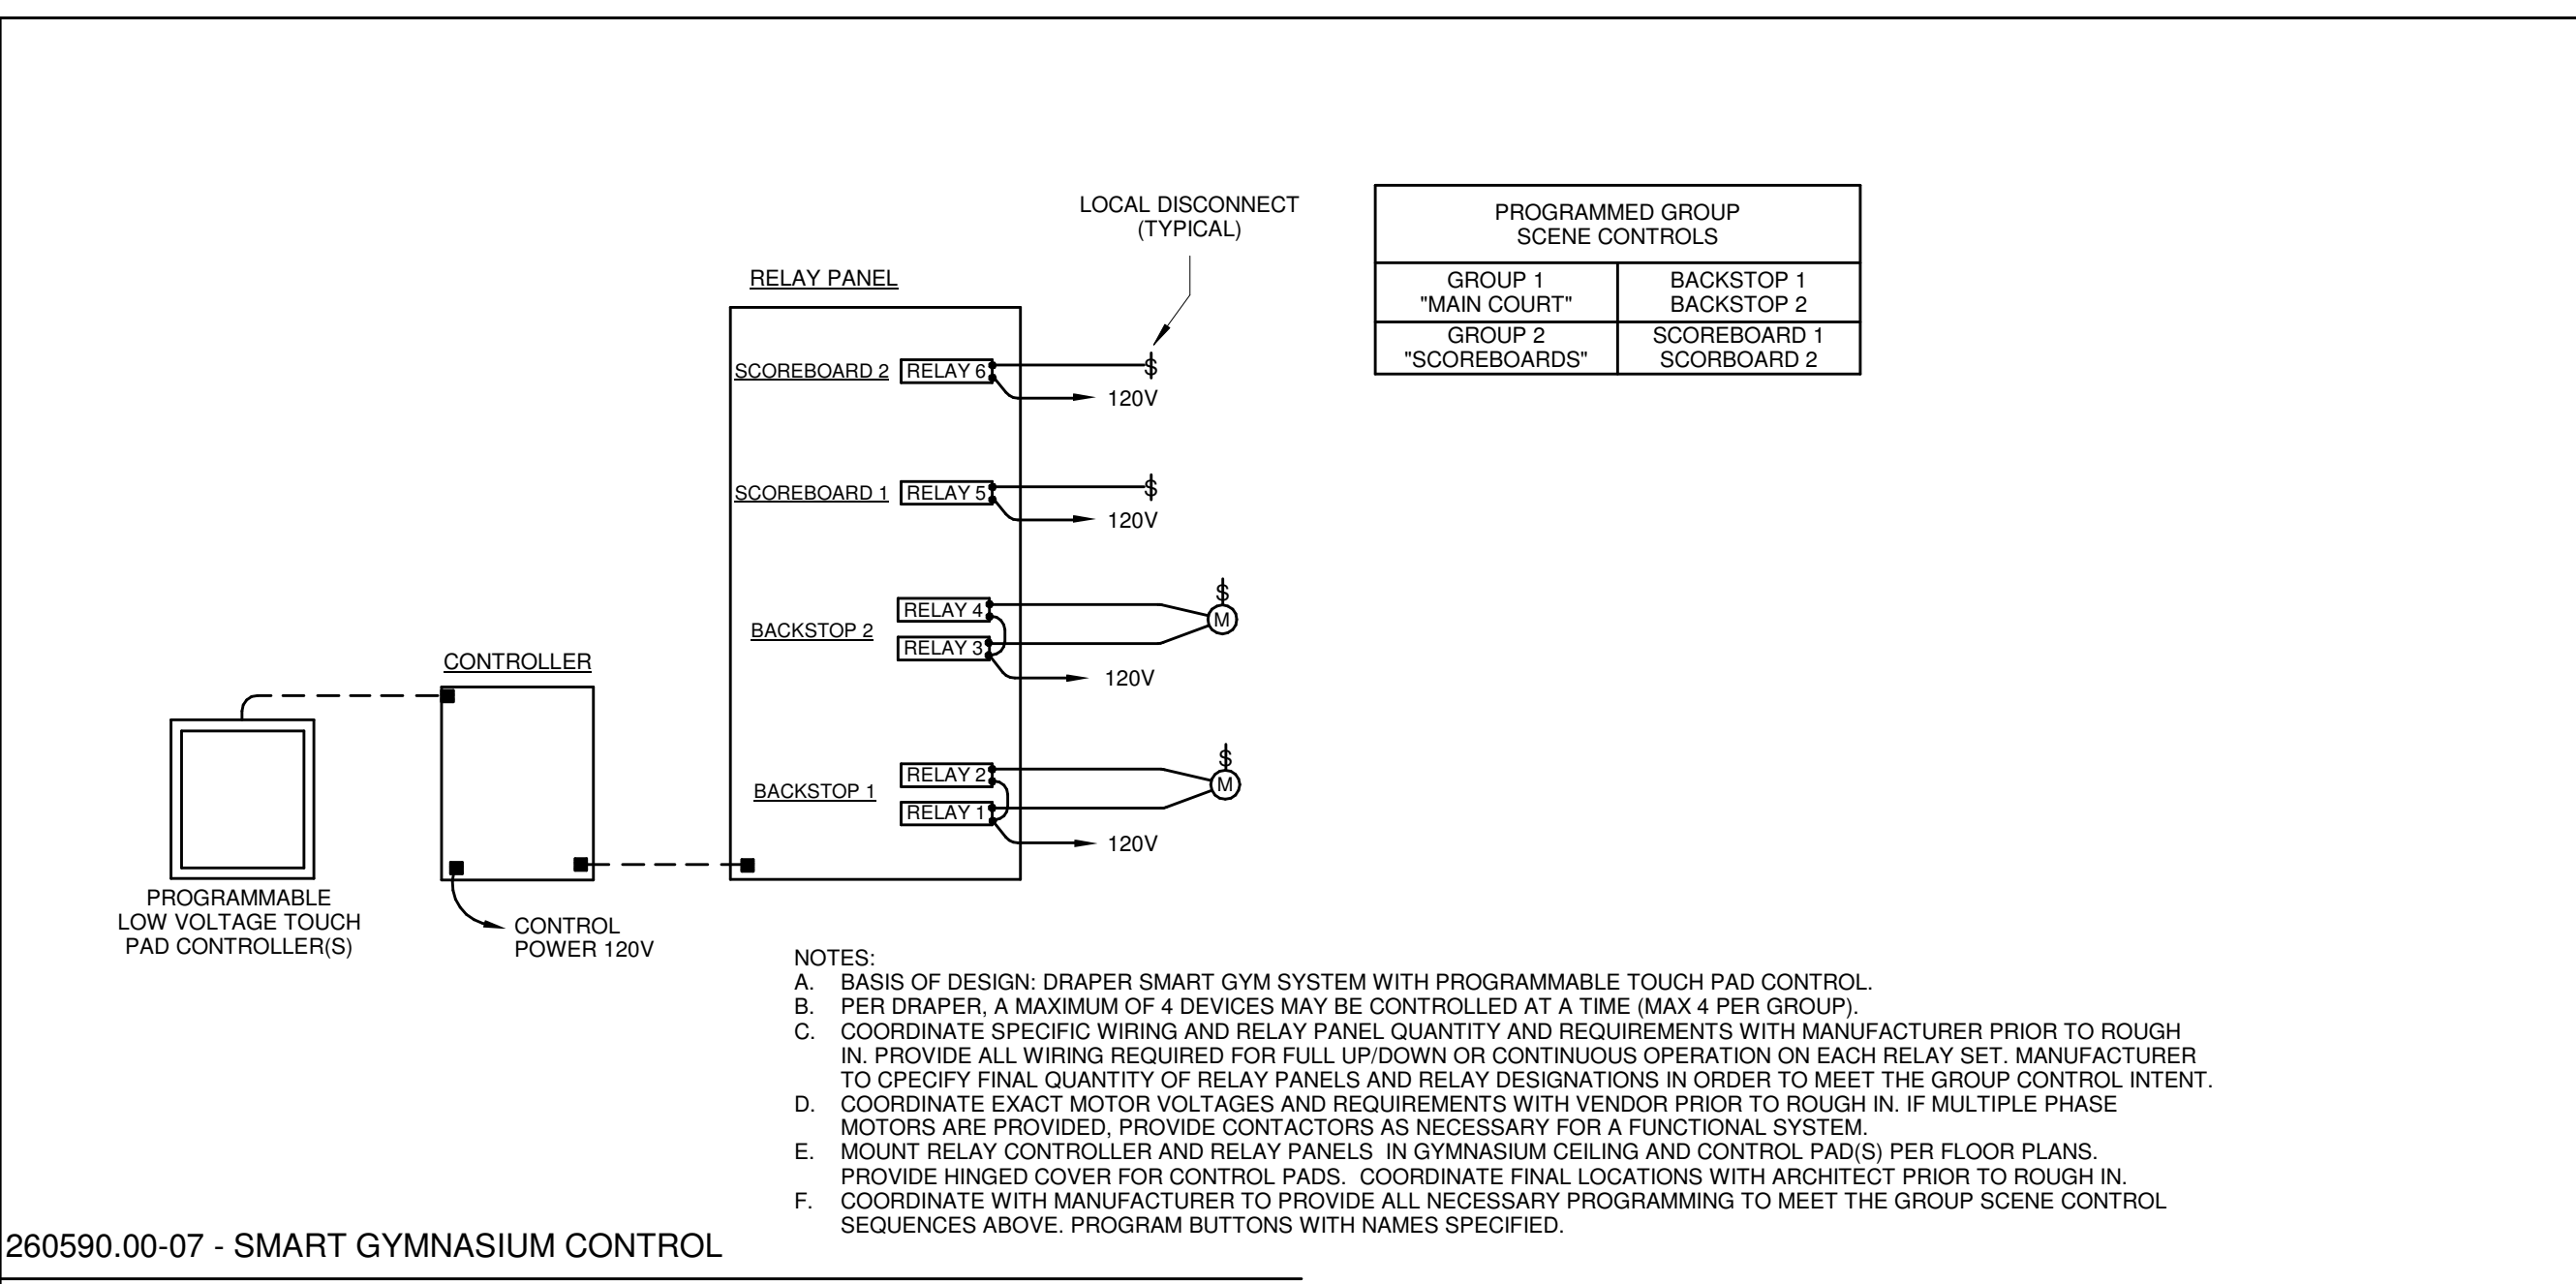 LOCAL DISCONNECT
(TYPICAL)
PROGRAMMED GROUP
SCENE CONTROLS
GROUP 1
"MAIN COURT"
BACKSTOP 1
BACKSTOP 2
GROUP 2
"SCOREBOARDS"
SCOREBOARD 1
SCORBOARD 2
RELAY PANEL
SCOREBOARD 2
RELAY 6
$
120V
SCOREBOARD 1
RELAY 5
$
120V
BACKSTOP 2
RELAY 4
RELAY 3
$
M
120V
BACKSTOP 1
RELAY 2
RELAY 1
$
M
120V
CONTROLLER
PROGRAMMABLE
LOW VOLTAGE TOUCH
PAD CONTROLLER(S)
CONTROL
POWER 120V
NOTES:
A. BASIS OF DESIGN: DRAPER SMART GYM SYSTEM WITH PROGRAMMABLE TOUCH PAD CONTROL.
B. PER DRAPER, A MAXIMUM OF 4 DEVICES MAY BE CONTROLLED AT A TIME (MAX 4 PER GROUP).
C. COORDINATE SPECIFIC WIRING AND RELAY PANEL QUANTITY AND REQUIREMENTS WITH MANUFACTURER PRIOR TO ROUGH
IN. PROVIDE ALL WIRING REQUIRED FOR FULL UP/DOWN OR CONTINUOUS OPERATION ON EACH RELAY SET. MANUFACTURER
TO CPECIFY FINAL QUANTITY OF RELAY PANELS AND RELAY DESIGNATIONS IN ORDER TO MEET THE GROUP CONTROL INTENT.
D. COORDINATE EXACT MOTOR VOLTAGES AND REQUIREMENTS WITH VENDOR PRIOR TO ROUGH IN. IF MULTIPLE PHASE
MOTORS ARE PROVIDED, PROVIDE CONTACTORS AS NECESSARY FOR A FUNCTIONAL SYSTEM.
E. MOUNT RELAY CONTROLLER AND RELAY PANELS IN GYMNASIUM CEILING AND CONTROL PAD(S) PER FLOOR PLANS.
PROVIDE HINGED COVER FOR CONTROL PADS. COORDINATE FINAL LOCATIONS WITH ARCHITECT PRIOR TO ROUGH IN.
F. COORDINATE WITH MANUFACTURER TO PROVIDE ALL NECESSARY PROGRAMMING TO MEET THE GROUP SCENE CONTROL
SEQUENCES ABOVE. PROGRAM BUTTONS WITH NAMES SPECIFIED.
260590.00-07 - SMART GYMNASIUM CONTROL